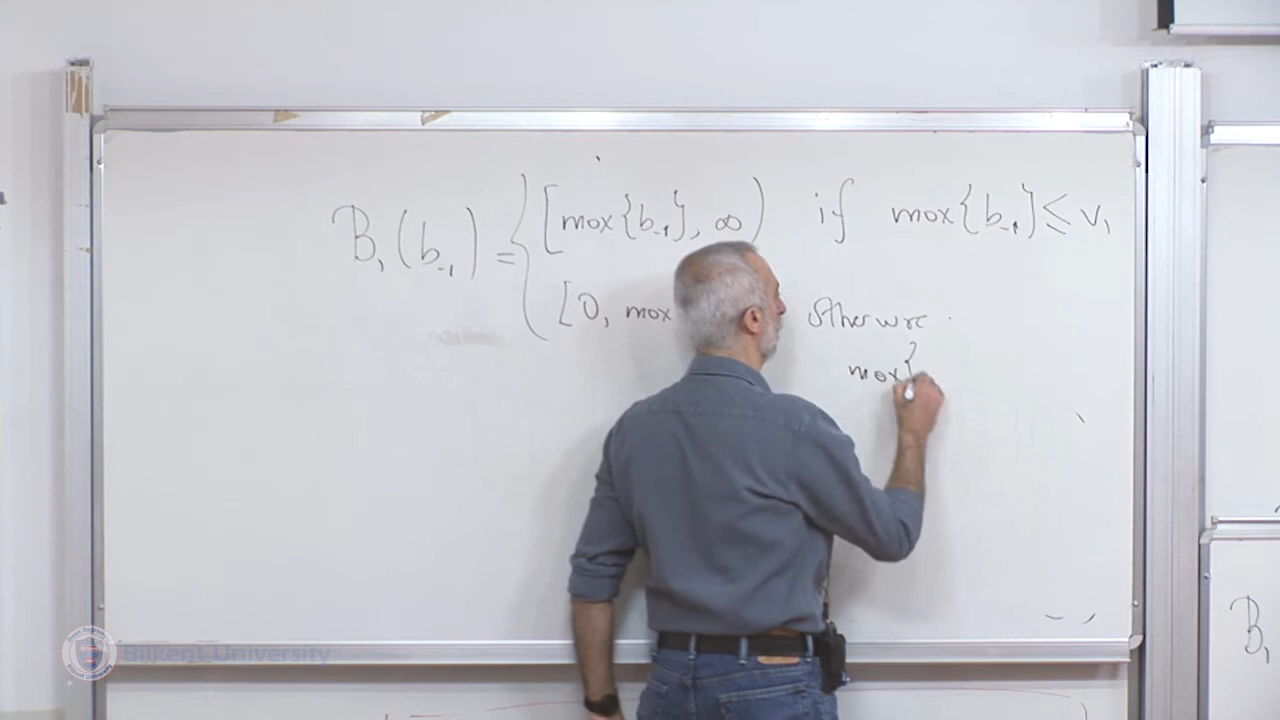 B₁(b₋₁) = { [max{b₋₁}, ∞) if max{b₋₁} ≤ v₁
[0, max otherwise.
max{
B₁
Bilkent University